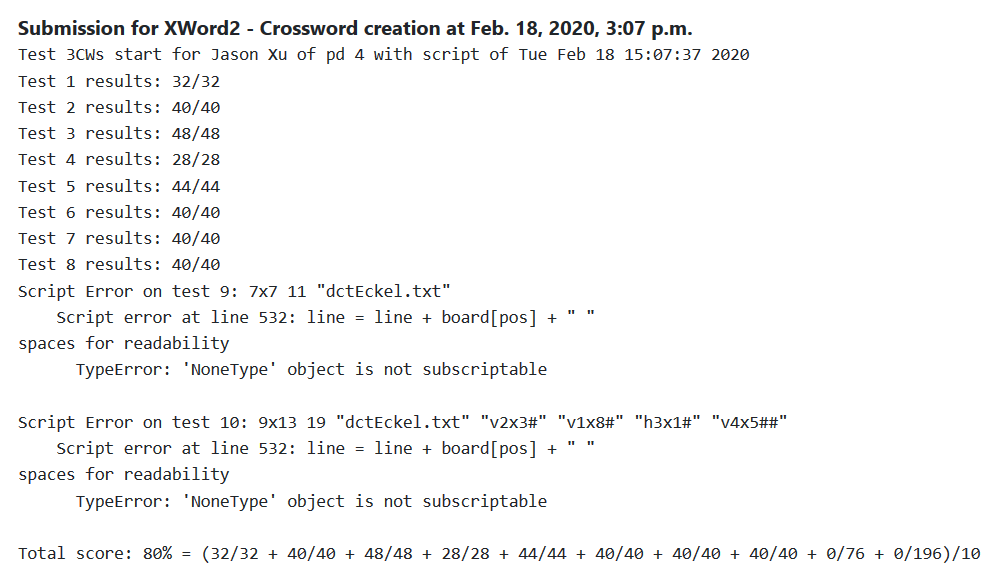 Submission for XWord2 - Crossword creation at Feb. 18, 2020, 3:07 p.m.
Test 3CWs start for Jason Xu of pd 4 with script of Tue Feb 18 15:07:37 2020
Test 1 results: 32/32
Test 2 results: 40/40
Test 3 results: 48/48
Test 4 results: 28/28
Test 5 results: 44/44
Test 6 results: 40/40
Test 7 results: 40/40
Test 8 results: 40/40
Script Error on test 9: 7x7 11 "dctEckel.txt"
Script error at line 532: line = line + board[pos] + " "
spaces for readability
TypeError: 'NoneType' object is not subscriptable
Script Error on test 10: 9x13 19 "dctEckel.txt" "v2x3#" "v1x8#" "h3x1#" "v4x5##"
Script error at line 532: line = line + board[pos] + " "
spaces for readability
TypeError: 'NoneType' object is not subscriptable
Total score: 80% = (32/32 + 40/40 + 48/48 + 28/28 + 44/44 + 40/40 + 40/40 + 40/40 + 0/76 + 0/196)/10